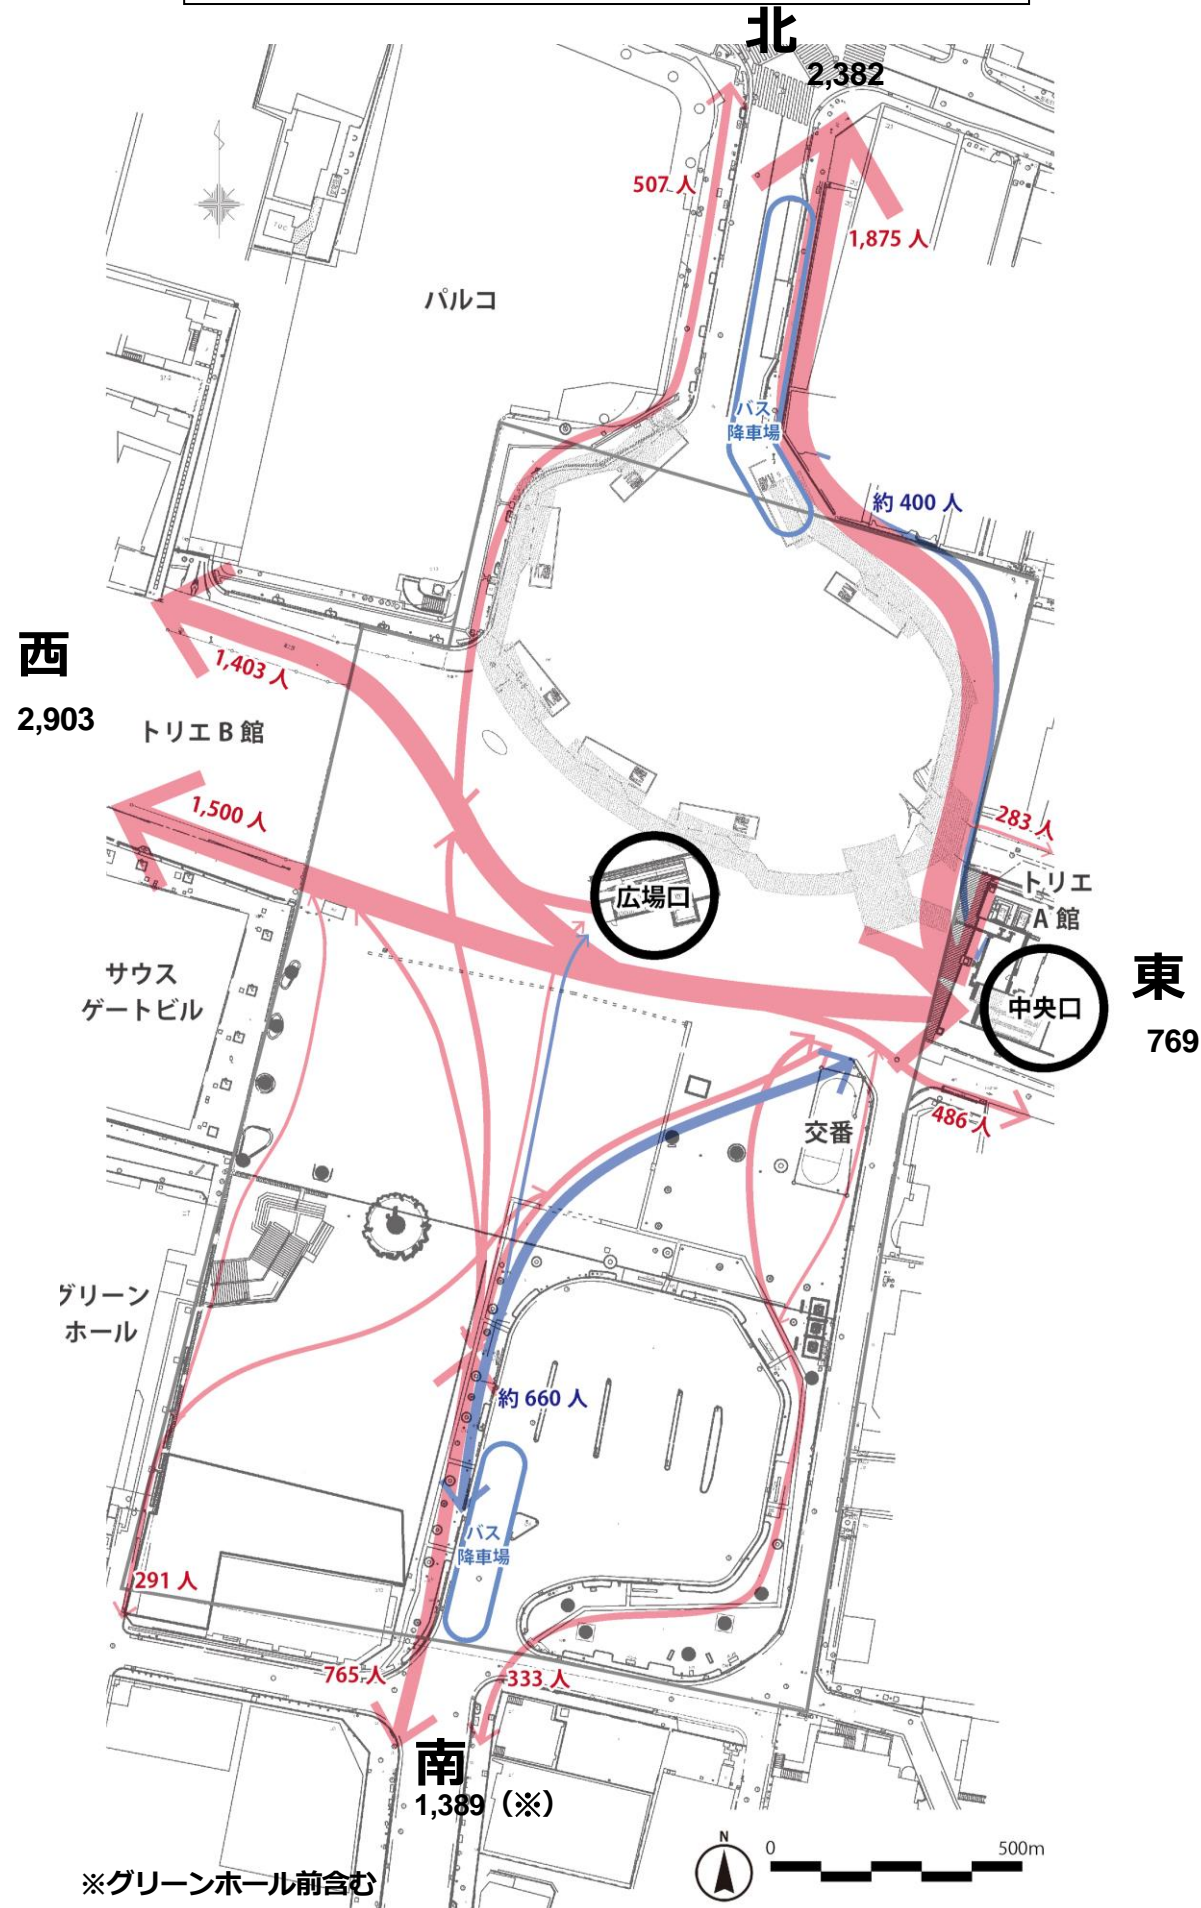 北
2,382
507 人
1,875 人
パルコ
バス
降車場
約 400 人
西
2,903
1,403 人
トリエ B 館
1,500 人
283 人
広場口
トリエ
A 館
サウス
ゲートビル
中央口
東
769
486 人
交番
グリーン
ホール
約 660 人
バス
降車場
291 人
765 人
333 人
南
1,389（※）
※グリーンホール前含む
N
0
500m